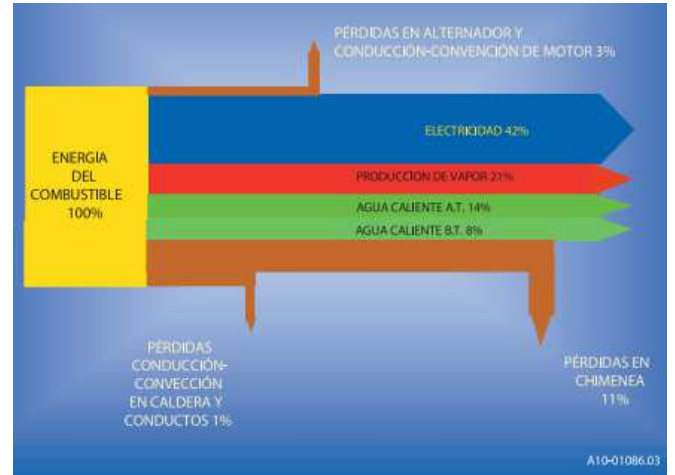 PÉRDIDAS EN ALTERNADOR Y
CONDUCCIÓN-CONVENCIÓN DE MOTOR 3%
ELECTRICIDAD 42%
ENERGÍA
DEL
COMBUSTIBLE
100%
PRODUCCION DE VAPOR 21%
AGUA CALIENTE A.T. 14%
AGUA CALIENTE B.T. 8%
PÉRDIDAS
CONDUCCIÓN-
CONVECCIÓN
EN CALDERA Y
CONDUCTOS 1%
PÉRDIDAS EN
CHIMENEA
11%
A10-01086.03